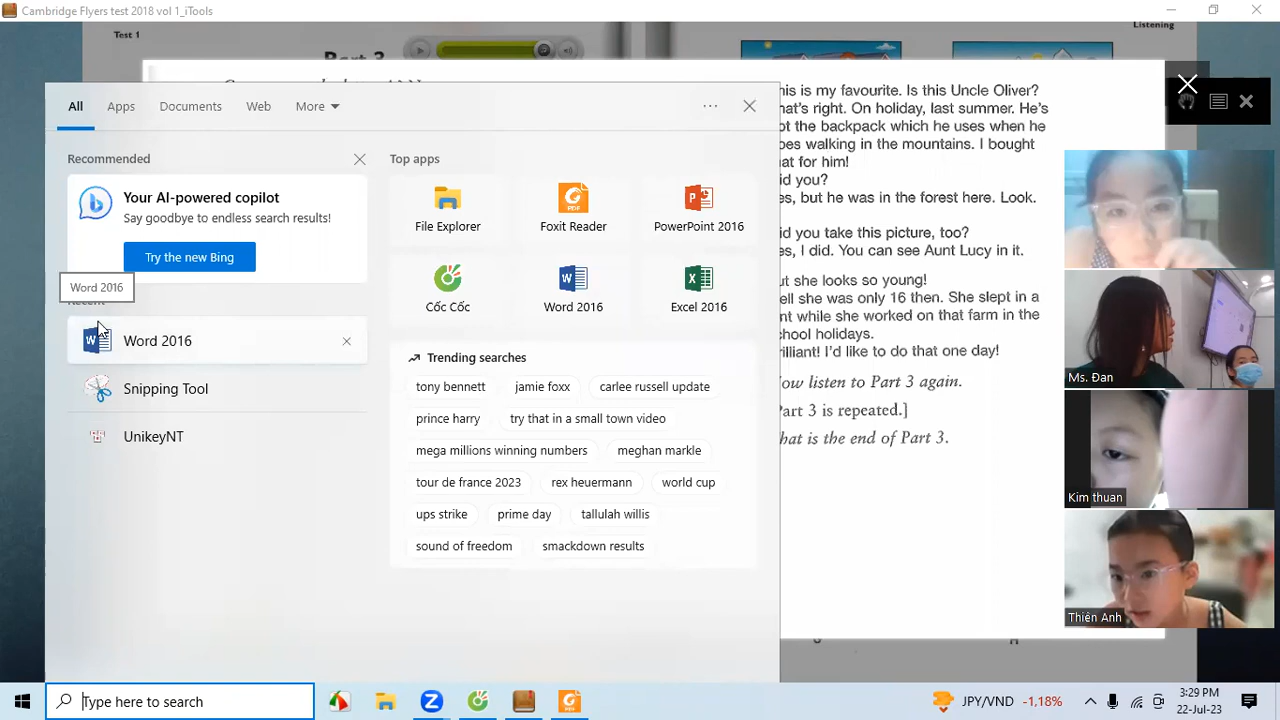 Cambridge Flyers test 2018 vol 1_iTools
Test 1
Part 3
Listening
All
Apps
Documents
Web
More
Recommended
Your AI-powered copilot
Say goodbye to endless search results!
Try the new Bing
Word 2016
Recent
Word 2016
Snipping Tool
UnikeyNT
Top apps
File Explorer
Foxit Reader
PowerPoint 2016
Cốc Cốc
Word 2016
Excel 2016
Trending searches
tony bennett
jamie foxx
carlee russell update
prince harry
try that in a small town video
mega millions winning numbers
meghan markle
tour de france 2023
rex heuermann
world cup
ups strike
prime day
tallulah willis
sound of freedom
smackdown results
his is my favourite. Is this Uncle Oliver?
hat's right. On holiday, last summer. He's
ot the backpack which he uses when he
oes walking in the mountains. I bought
at for him!
id you?
es, but he was in the forest here. Look.
id you take this picture, too?
es, I did. You can see Aunt Lucy in it.
ut she looks so young!
ell she was only 16 then. She slept in a
nt while she worked on that farm in the
chool holidays.
rilliant! I'd like to do that one day!
ow listen to Part 3 again.
Part 3 is repeated.]
hat is the end of Part 3.
Ms. Đan
Kim thuan
Thiên Anh
Type here to search
JPY/VND -1,18%
3:29 PM
22-Jul-23